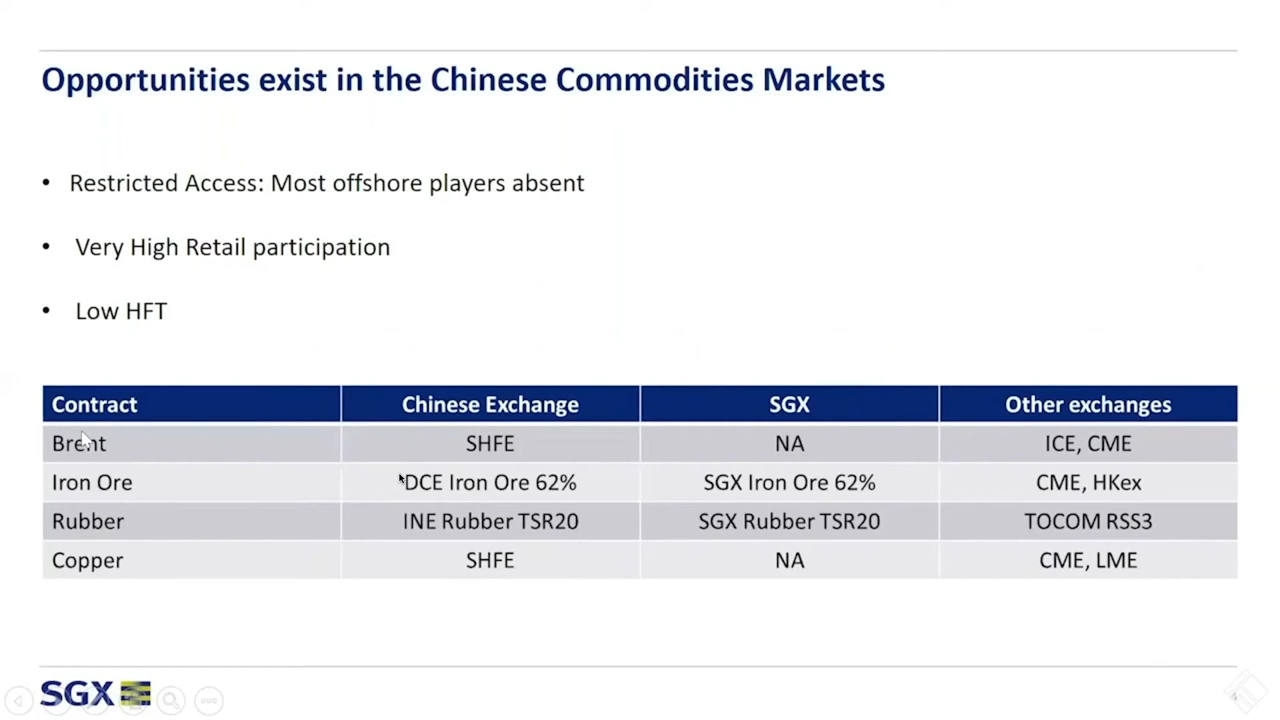 Opportunities exist in the Chinese Commodities Markets
• Restricted Access: Most offshore players absent
• Very High Retail participation
• Low HFT
Contract Chinese Exchange SGX Other exchanges
Brent SHFE NA ICE, CME
Iron Ore DCE Iron Ore 62% SGX Iron Ore 62% CME, HKex
Rubber INE Rubber TSR20 SGX Rubber TSR20 TOCOM RSS3
Copper SHFE NA CME, LME
SGX